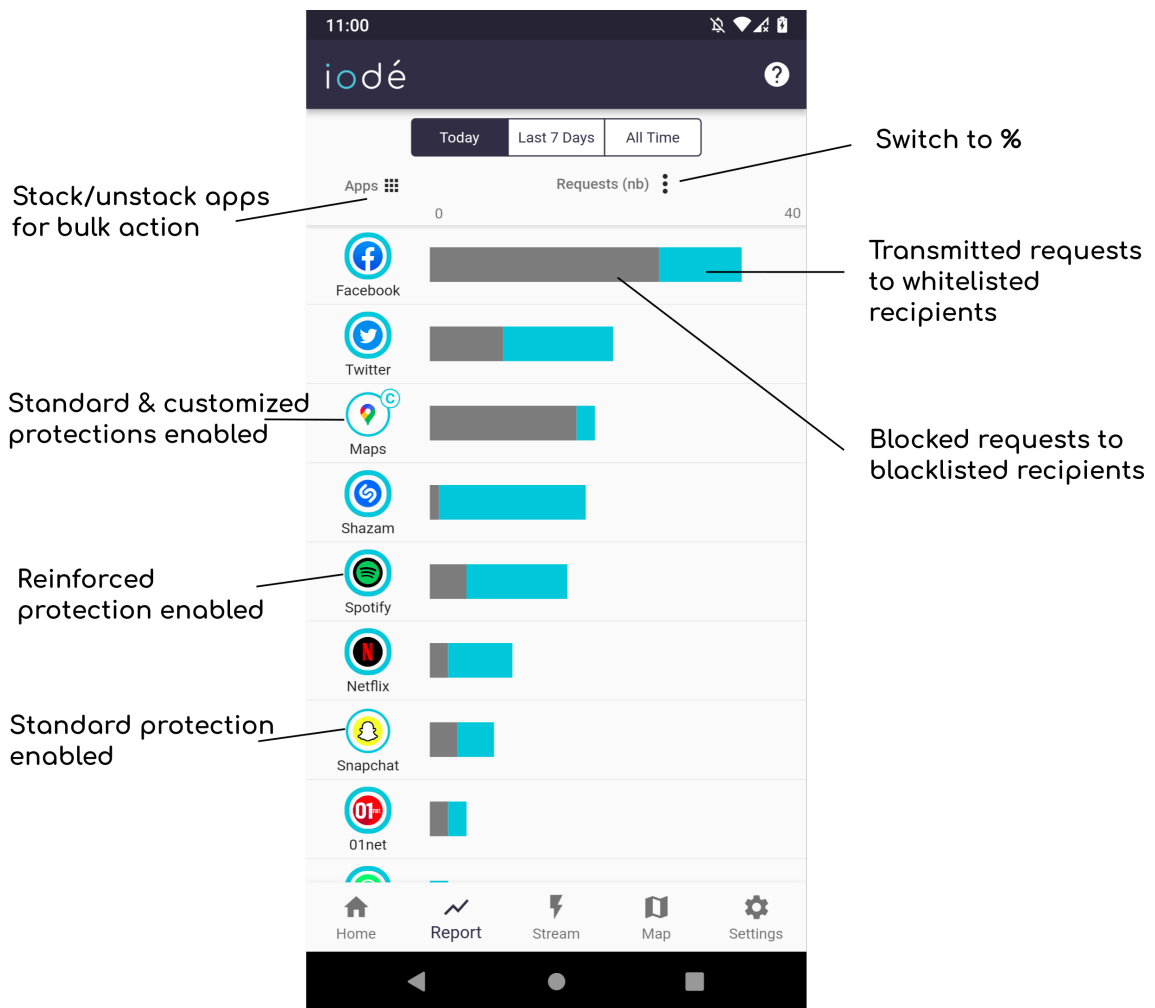 11:00
iodé
Today
Last 7 Days
All Time
Switch to %
Apps
Requests (nb)
Stack/unstack apps
for bulk action
0
40
Transmitted requests
to whitelisted
recipients
Facebook
Twitter
Standard & customized
protections enabled
C
Maps
Blocked requests to
blacklisted recipients
Shazam
Reinforced
protection enabled
Spotify
N
Netflix
Standard protection
enabled
Snapchat
01net
01net
Home
Report
Stream
Map
Settings